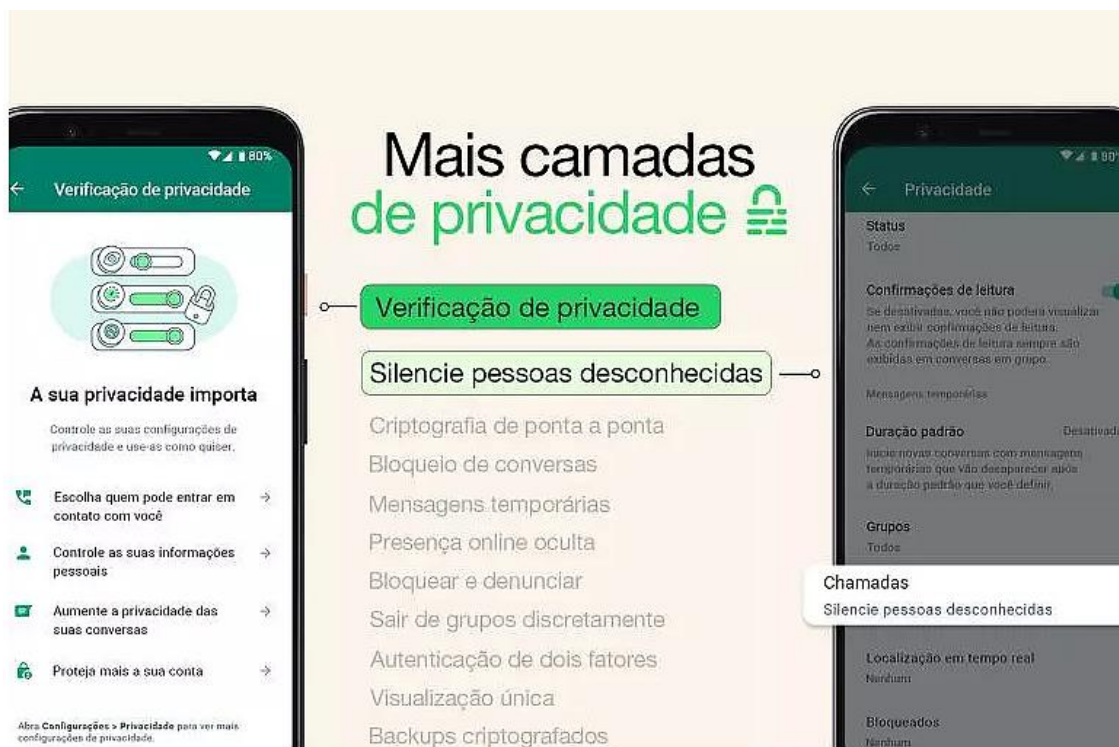 80%
Verificação de privacidade
A sua privacidade importa
Controle as suas configurações de
privacidade e use-as como quiser.
Escolha quem pode entrar em
contato com você
Controle as suas informações
pessoais
Aumente a privacidade das
suas conversas
Proteja mais a sua conta
Abra Configurações > Privacidade para ver mais
configurações de privacidade.
Mais camadas
de privacidade
Verificação de privacidade
Silencie pessoas desconhecidas
Criptografia de ponta a ponta
Bloqueio de conversas
Mensagens temporárias
Presença online oculta
Bloquear e denunciar
Sair de grupos discretamente
Autenticação de dois fatores
Visualização única
Backups criptografados
80%
Privacidade
Status
Todos
Confirmações de leitura
Se desativadas, você não poderá visualizar
nem exibir confirmações de leitura.
As confirmações de leitura sempre são
exibidas em conversas em grupo.
Mensagens temporárias
Duração padrão
Desativada
Inicie novas conversas com mensagens
temporárias que vão desaparecer após
a duração padrão que você definir.
Grupos
Todos
Chamadas
Silencie pessoas desconhecidas
Localização em tempo real
Nenhum
Bloqueados
Nenhum